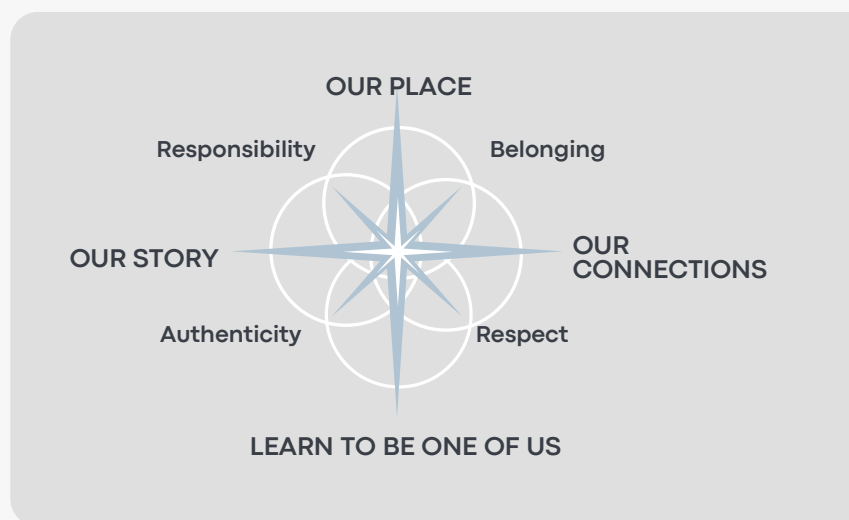 OUR PLACE
Responsibility
Belonging
OUR STORY
OUR
CONNECTIONS
Authenticity
Respect
LEARN TO BE ONE OF US